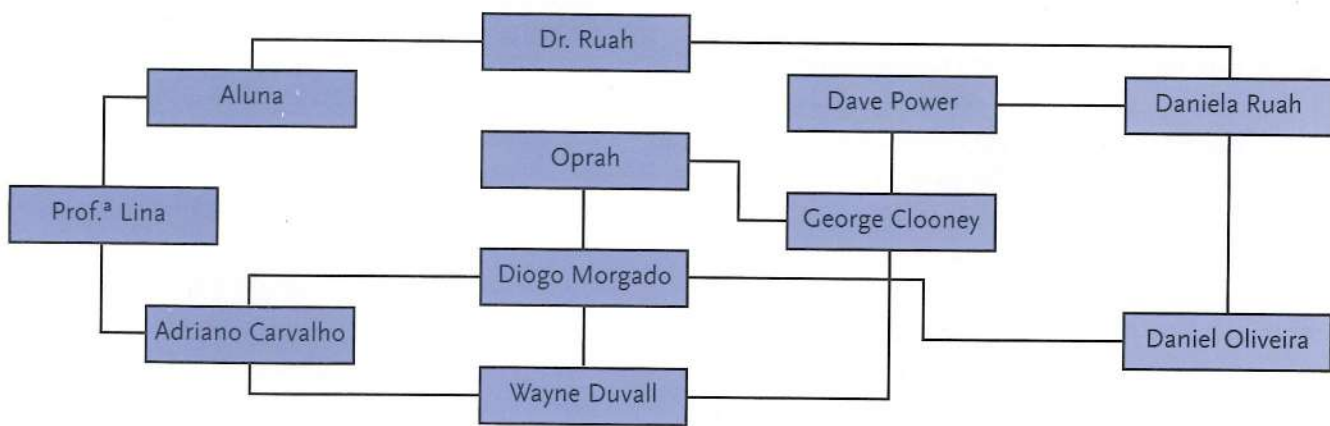 Dr. Ruah
Aluna
Dave Power
Daniela Ruah
Oprah
Prof.ª Lina
George Clooney
Diogo Morgado
Adriano Carvalho
Daniel Oliveira
Wayne Duvall